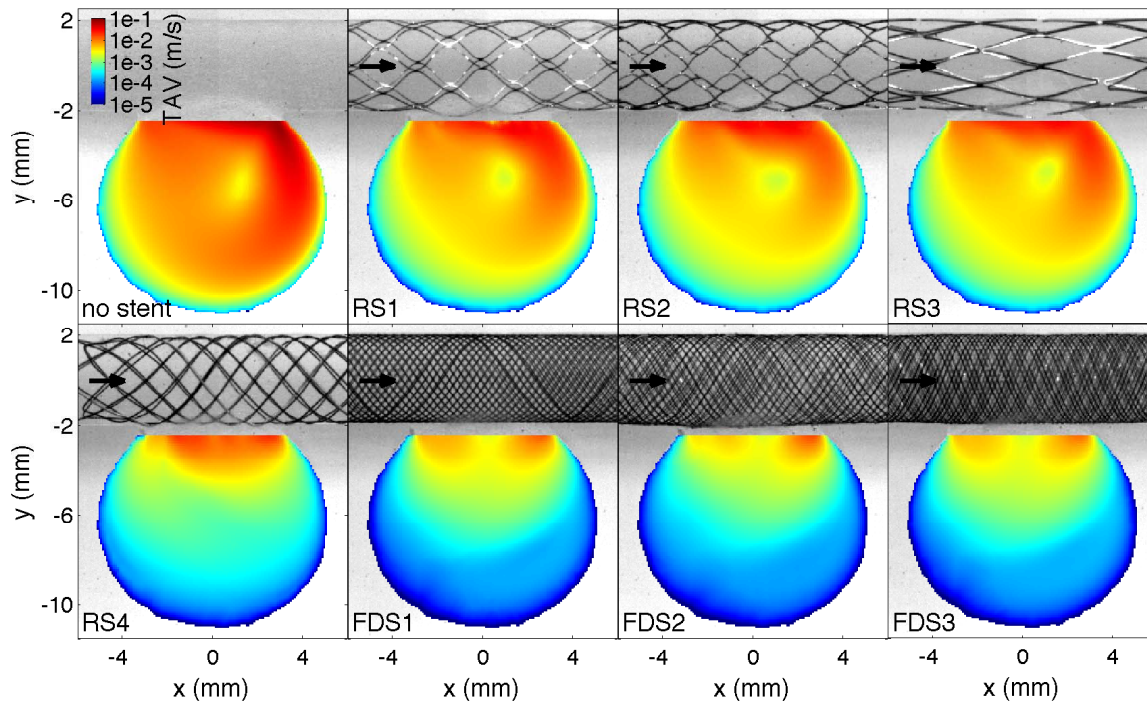 2
-2
-6
-10
y (mm)
1e-1
1e-2
1e-3
1e-4
1e-5
TAV (m/s)
no stent
RS1
RS2
RS3
2
-2
-6
-10
y (mm)
RS4
FDS1
FDS2
FDS3
-4 0 4 -4 0 4 -4 0 4 -4 0 4
x (mm) x (mm) x (mm) x (mm)